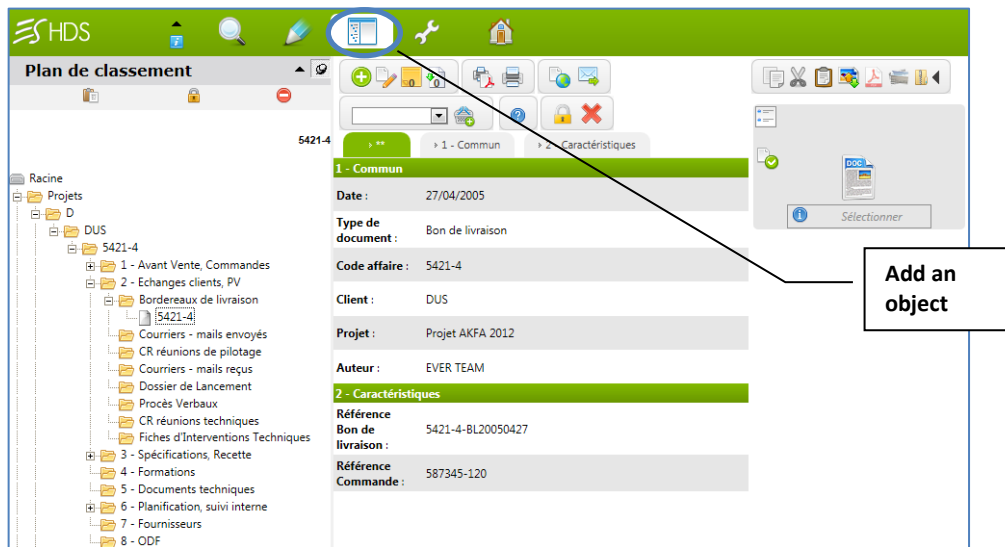 HDS
Plan de classement
5421-4
Racine
Projets
D
DUS
5421-4
1 - Avant Vente, Commandes
2 - Echanges clients, PV
Bordereaux de livraison
5421-4
Courriers - mails envoyés
CR réunions de pilotage
Courriers - mails reçus
Dossier de Lancement
Procès Verbaux
CR réunions techniques
Fiches d'Interventions Techniques
3 - Spécifications, Recette
4 - Formations
5 - Documents techniques
6 - Planification, suivi interne
7 - Fournisseurs
8 - ODF
**
1 - Commun
2 - Caractéristiques
1 - Commun
Date : 27/04/2005
Type de document : Bon de livraison
Code affaire : 5421-4
Client : DUS
Projet : Projet AKFA 2012
Auteur : EVER TEAM
2 - Caractéristiques
Référence
Bon de
livraison : 5421-4-BL20050427
Référence
Commande : 587345-120
DOC
Sélectionner
Add an
object